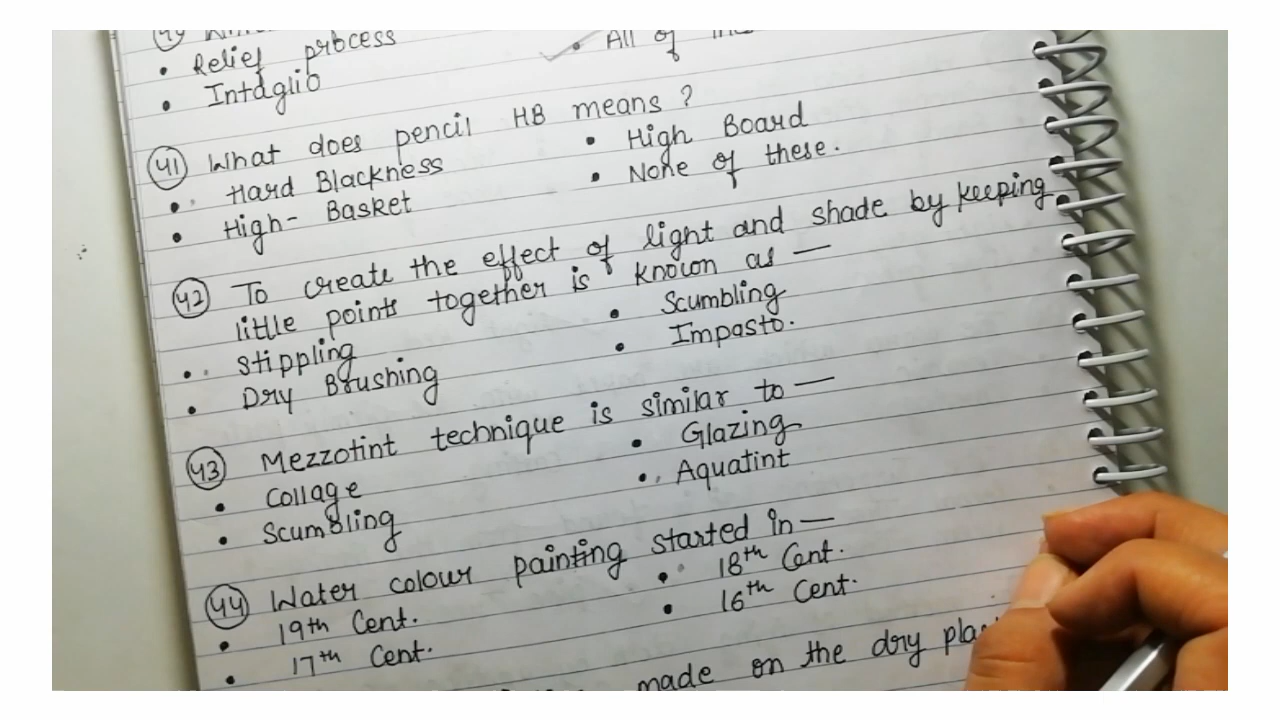 • Relief process
• All of
• Intaglio
41 What does pencil HB means ?
• Hard Blackness
• High Board
• High- Basket
• None of these.
42 To create the effect of light and shade by keeping
little points together is known as —
• Stippling
• Scumbling
• Dry Brushing
• Impasto.
43 Mezzotint technique is similar to —
• Collage
• Glazing
• Scumbling
• Aquatint
44 Water colour painting started in —
• 19th Cent.
• 18th Cent.
• 17th Cent.
• 16th Cent.
made on the dry